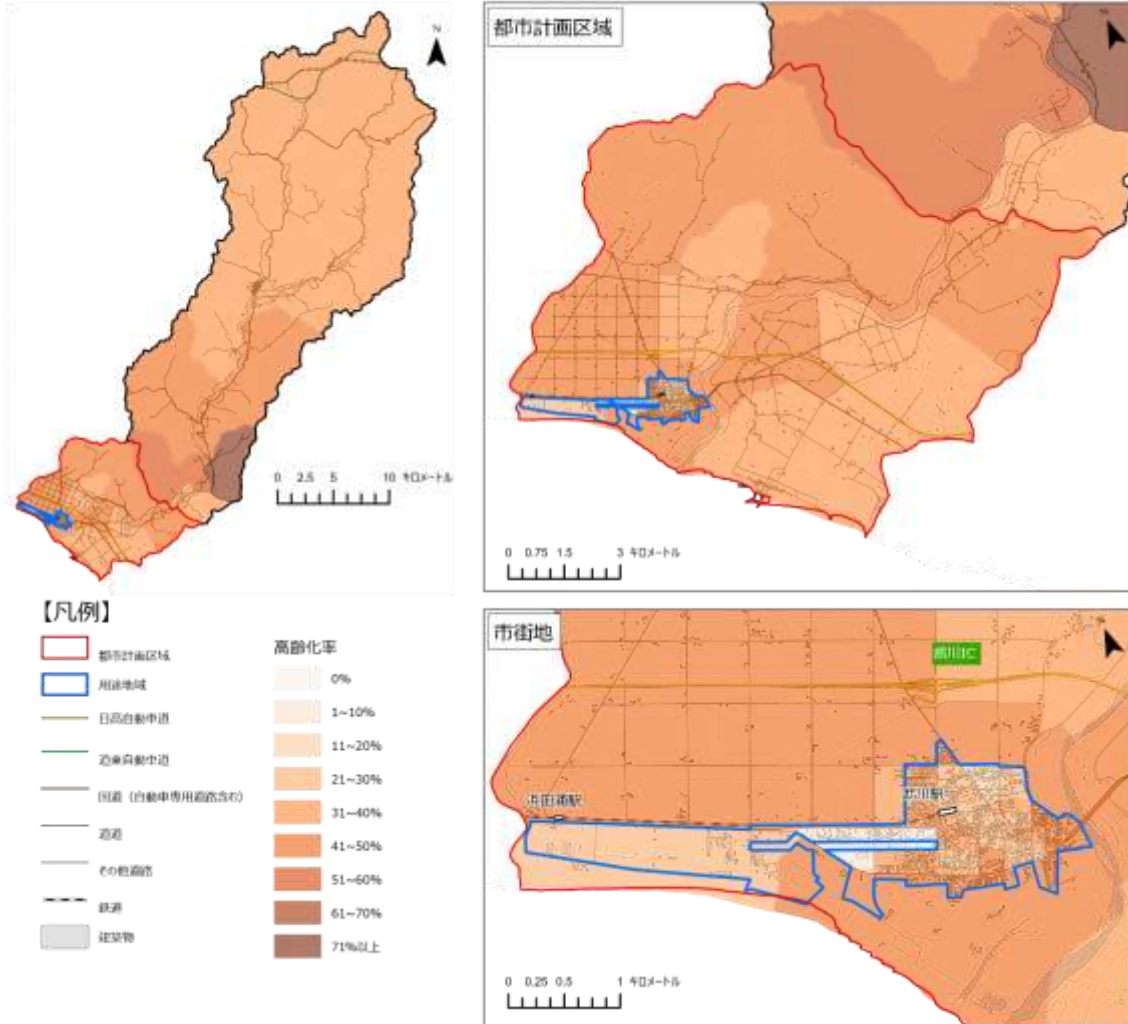 N
0 2.5 5 10 キロメートル
都市計画区域
0 0.75 1.5 3 キロメートル
【凡例】
都市計画区域
用途地域
日高自動車道
道東自動車道
国道（自動車専用道路含む）
道道
その他道路
鉄道
建築物
高齢化率
0%
1~10%
11~20%
21~30%
31~40%
41~50%
51~60%
61~70%
71%以上
市街地
浜田浦駅
鵡川駅
0 0.25 0.5 1 キロメートル